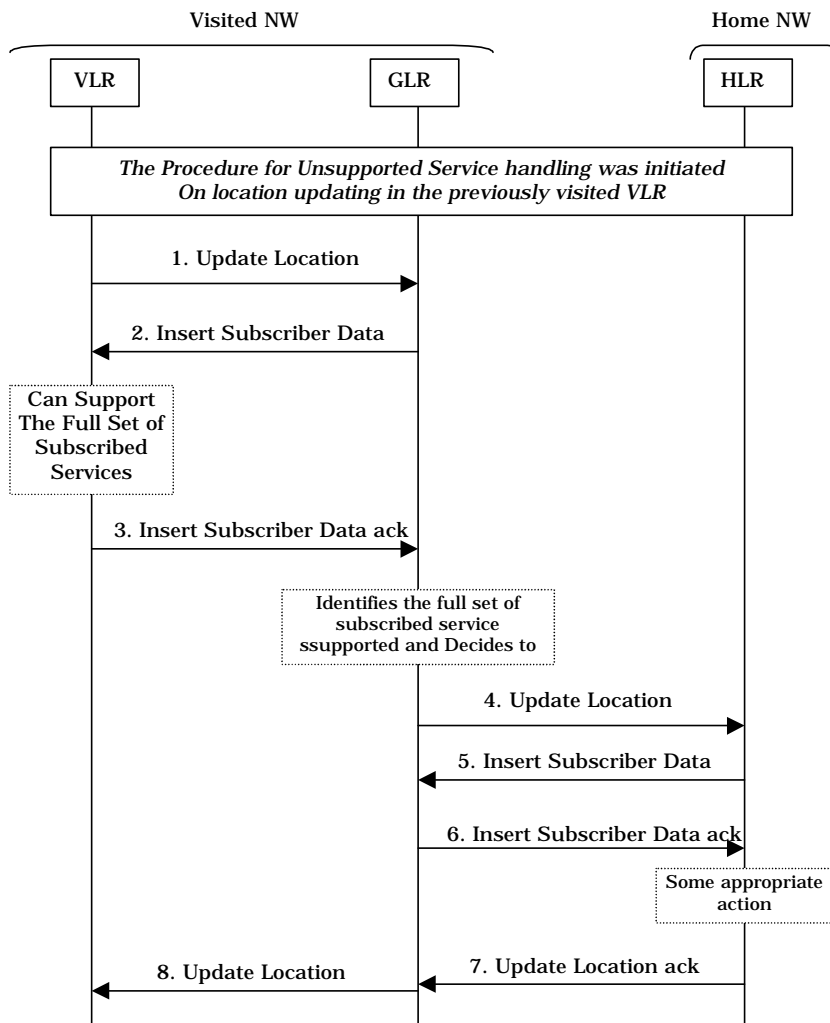 Visited NW
Home NW
VLR
GLR
HLR
The Procedure for Unsupported Service handling was initiated
On location updating in the previously visited VLR
1. Update Location
2. Insert Subscriber Data
Can Support
The Full Set of
Subscribed
Services
3. Insert Subscriber Data ack
Identifies the full set of
subscribed service
ssupported and Decides to
4. Update Location
5. Insert Subscriber Data
6. Insert Subscriber Data ack
Some appropriate
action
7. Update Location ack
8. Update Location